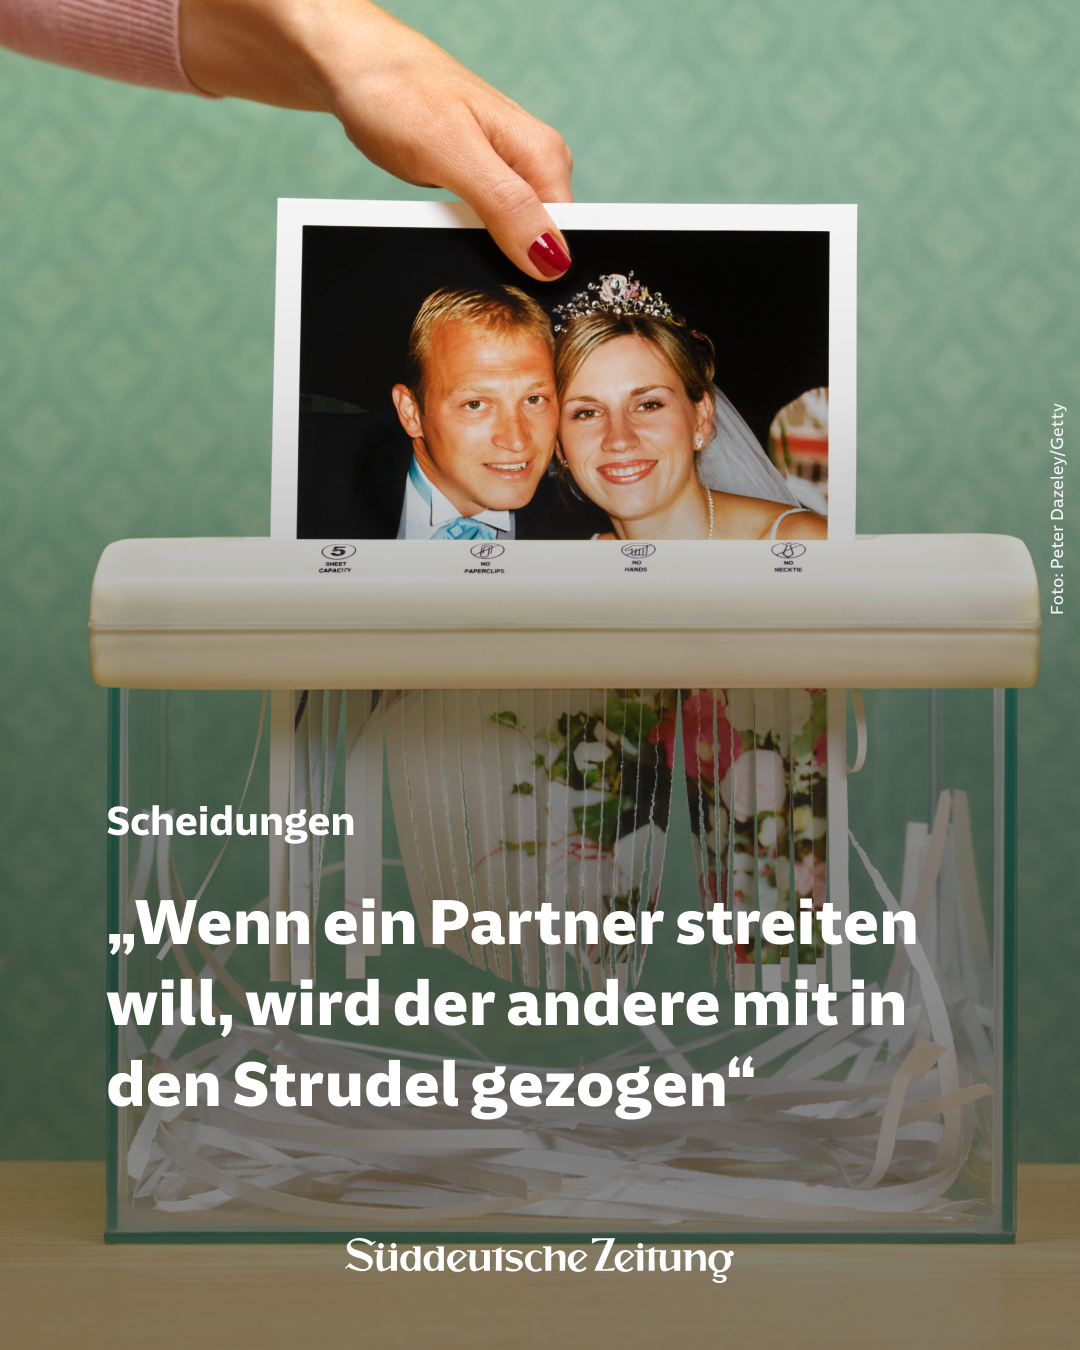 Foto: Peter Dazeley/Getty
5
SHEET
CAPACITY
NO
PAPERCLIPS
NO
HANDS
NO
NECKTIE
Scheidungen
„Wenn ein Partner streiten
will, wird der andere mit in
den Strudel gezogen“
Süddeutsche Zeitung